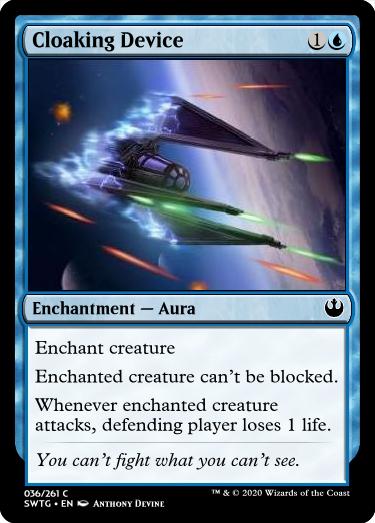 Cloaking Device 1
Enchantment — Aura
Enchant creature
Enchanted creature can't be blocked.
Whenever enchanted creature
attacks, defending player loses 1 life.
You can't fight what you can't see.
036/261 C
SWTG • EN Anthony Devine
™ & © 2020 Wizards of the Coast